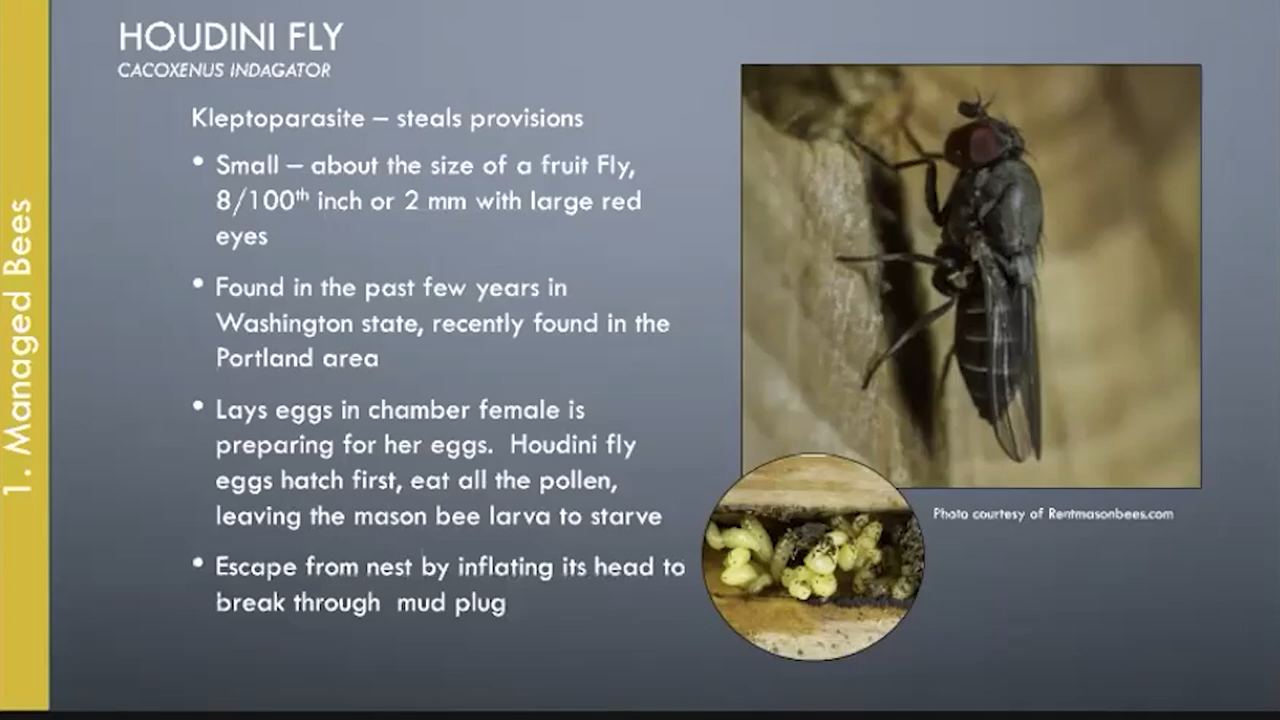 HOUDINI FLY
CACOXENUS INDAGATOR
Kleptoparasite – steals provisions
• Small – about the size of a fruit Fly,
8/100th inch or 2 mm with large red
eyes
• Found in the past few years in
Washington state, recently found in the
Portland area
• Lays eggs in chamber female is
preparing for her eggs.  Houdini fly
eggs hatch first, eat all the pollen,
leaving the mason bee larva to starve
• Escape from nest by inflating its head to
break through  mud plug
Photo courtesy of Rentmasonbees.com
1. Managed Bees